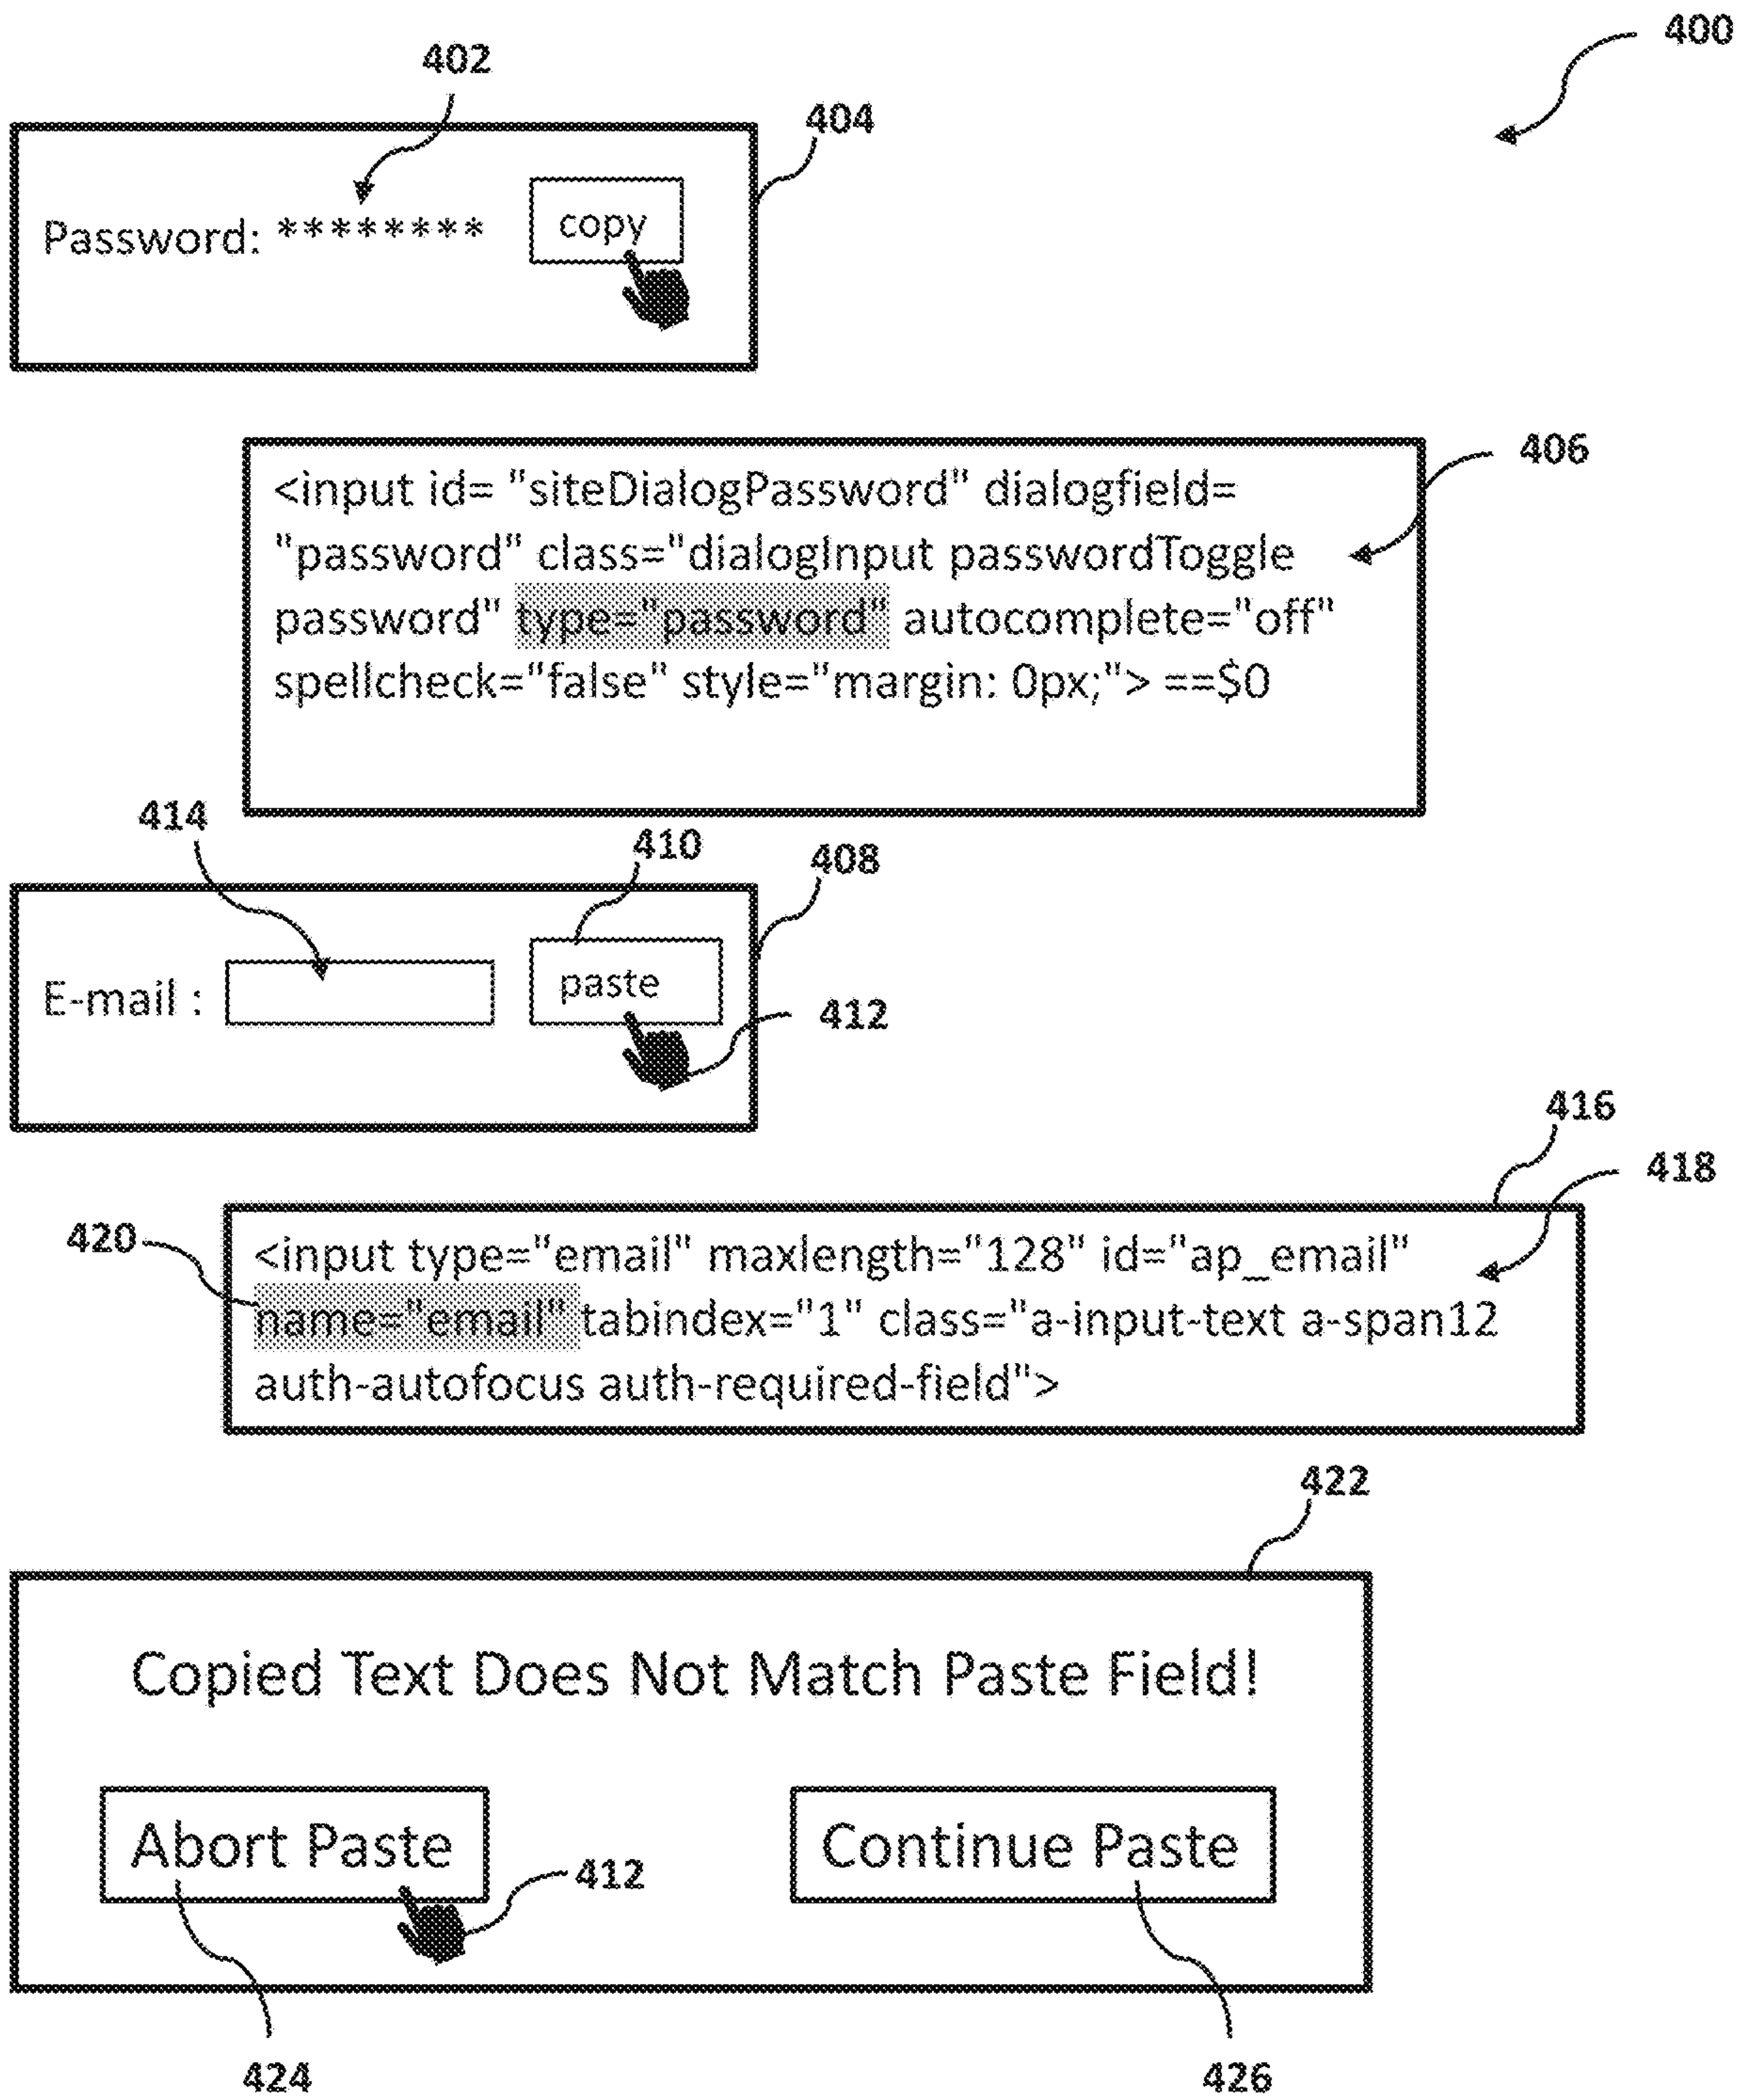 400
402
404
Password: ******** copy
406
<input id= "siteDialogPassword" dialogfield=
"password" class="dialogInput passwordToggle
password" type="password" autocomplete="off"
spellcheck="false" style="margin: 0px;"> ==$0
414
410
408
E-mail : paste
412
416
418
420
<input type="email" maxlength="128" id="ap_email"
name="email" tabindex="1" class="a-input-text a-span12
auth-autofocus auth-required-field">
422
Copied Text Does Not Match Paste Field!
Abort Paste Continue Paste
412
424
426